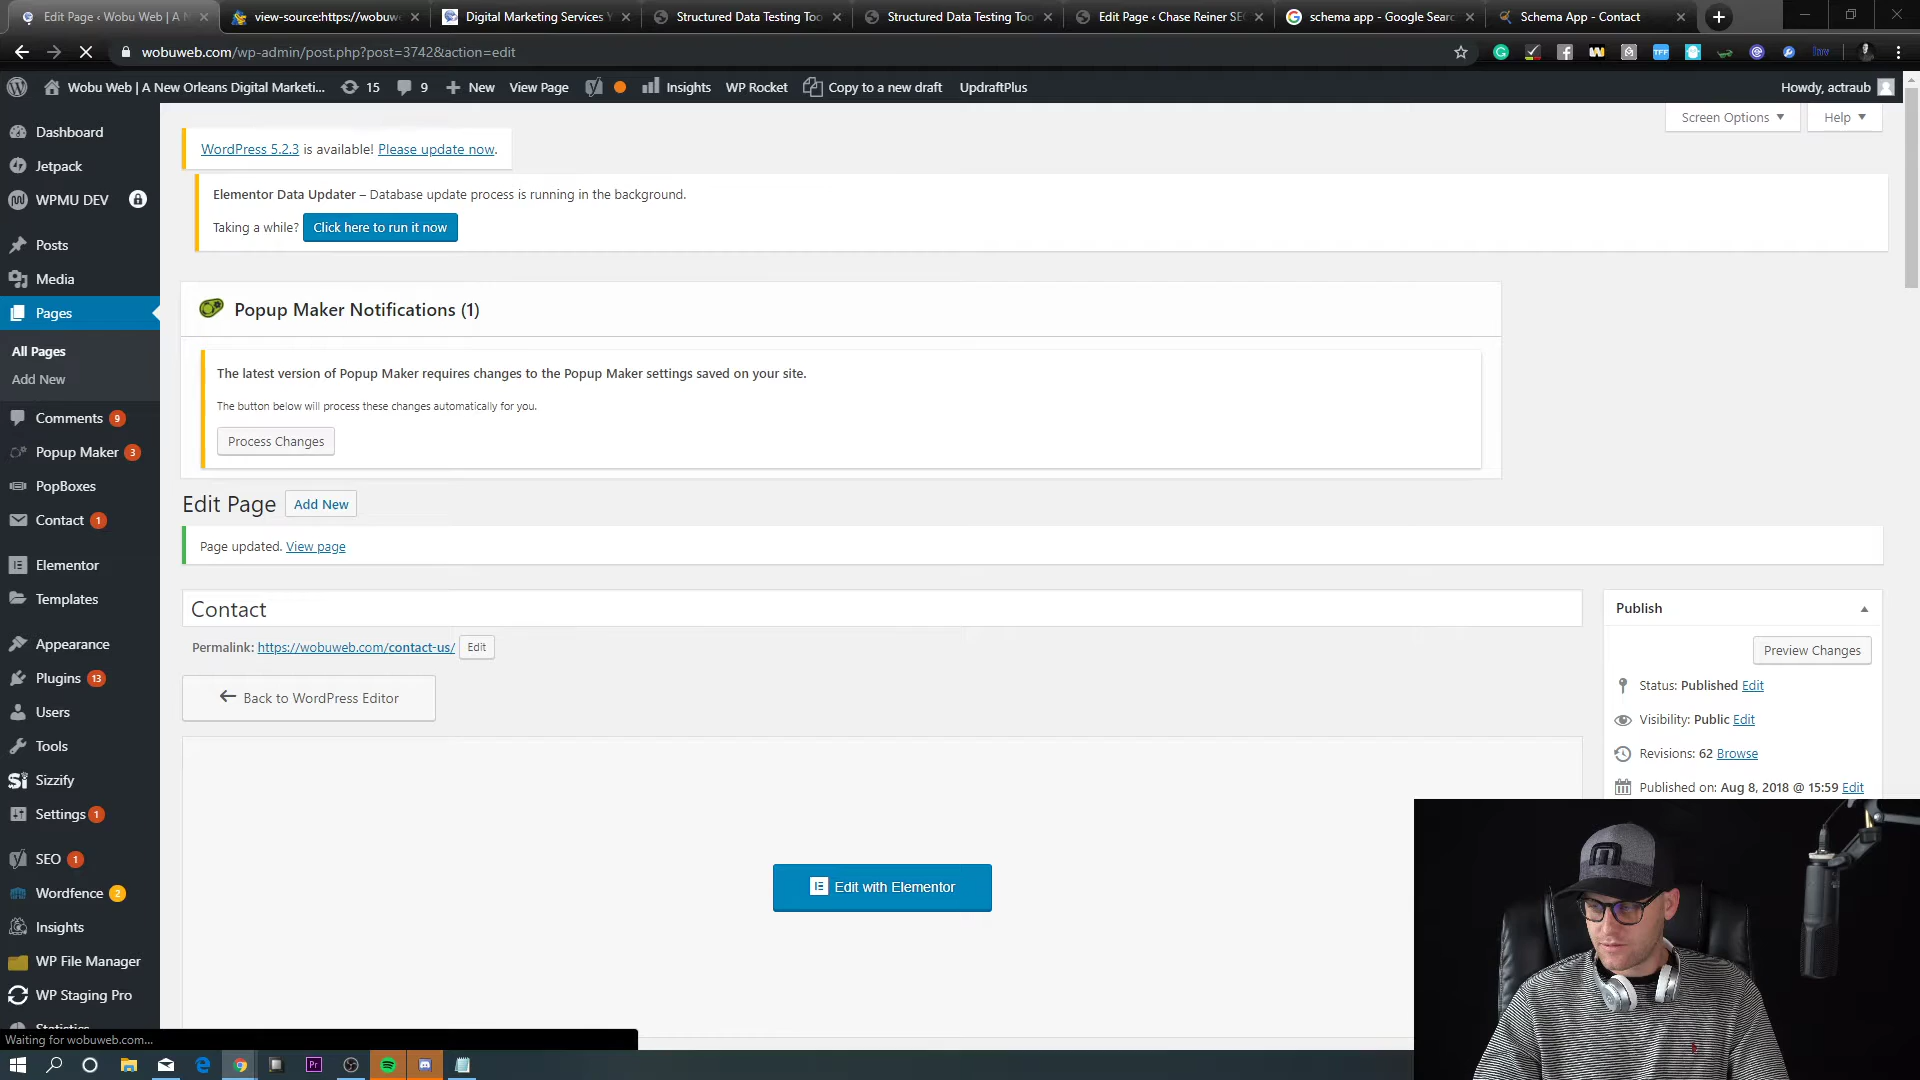 Edit Page ‹ Wobu Web | A N
view-source:https://wobuw
Digital Marketing Services
Structured Data Testing Too
Structured Data Testing Too
Edit Page ‹ Chase Reiner SE
schema app - Google Searc
Schema App - Contact
wobuweb.com/wp-admin/post.php?post=3742&action=edit
Wobu Web | A New Orleans Digital Marketi...
15
9
New
View Page
Insights
WP Rocket
Copy to a new draft
UpdraftPlus
Howdy, actraub
Screen Options
Help
Dashboard
Jetpack
WPMU DEV
Posts
Media
Pages
All Pages
Add New
Comments 9
Popup Maker 3
PopBoxes
Contact 1
Elementor
Templates
Appearance
Plugins 13
Users
Tools
Sizzify
Settings 1
SEO 1
Wordfence 2
Insights
WP File Manager
WP Staging Pro
Statistics
WordPress 5.2.3 is available! Please update now.
Elementor Data Updater – Database update process is running in the background.
Taking a while? Click here to run it now
Popup Maker Notifications (1)
The latest version of Popup Maker requires changes to the Popup Maker settings saved on your site.
The button below will process these changes automatically for you.
Process Changes
Edit Page Add New
Page updated. View page
Contact
Permalink: https://wobuweb.com/contact-us/ Edit
Back to WordPress Editor
Edit with Elementor
Publish
Preview Changes
Status: Published Edit
Visibility: Public Edit
Revisions: 62 Browse
Published on: Aug 8, 2018 @ 15:59 Edit
Waiting for wobuweb.com...